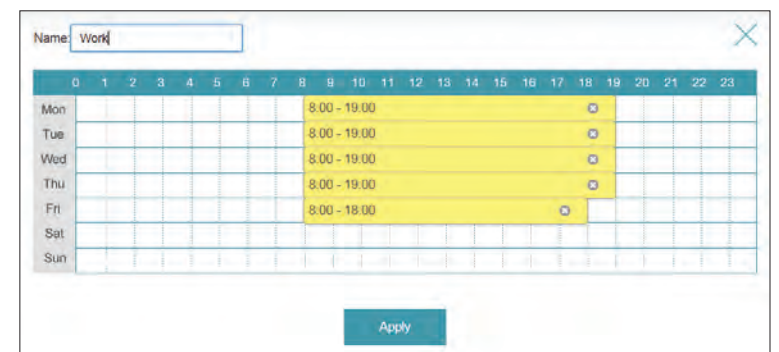 Name: Work
0 1 2 3 4 5 6 7 8 9 10 11 12 13 14 15 16 17 18 19 20 21 22 23
Mon 8:00 - 19:00
Tue 8:00 - 19:00
Wed 8:00 - 19:00
Thu 8:00 - 19:00
Fri 8:00 - 18:00
Sat
Sun
Apply